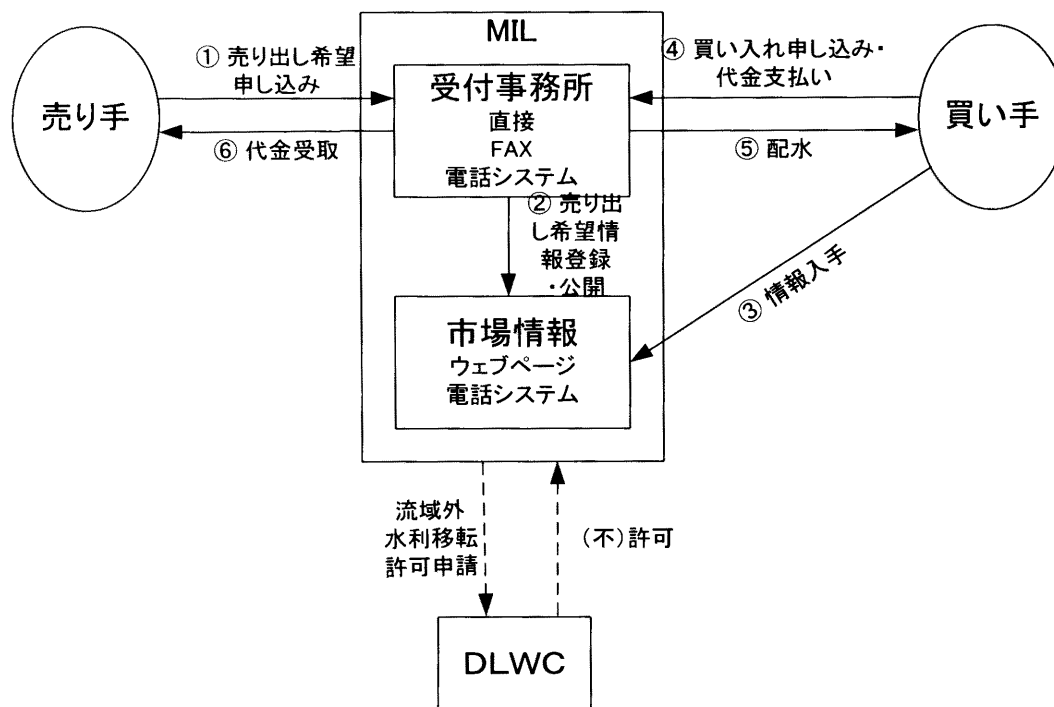 MIL
① 売り出し希望
申し込み
売り手
⑥ 代金受取
受付事務所
直接
FAX
電話システム
④ 買い入れ申し込み・
代金支払い
買い手
⑤ 配水
② 売り出
し希望情
報登録
・公開
③ 情報入手
市場情報
ウェブページ
電話システム
流域外
水利移転
許可申請
（不）許可
DLWC